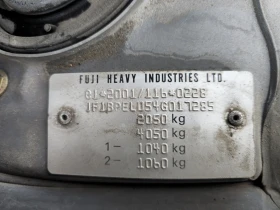 FUJI HEAVY INDUSTRIES LTD.
e1*2001/116*0228
JF1BPELU54G017285
2050 kg
4050 kg
1- 1040 kg
2- 1060 kg